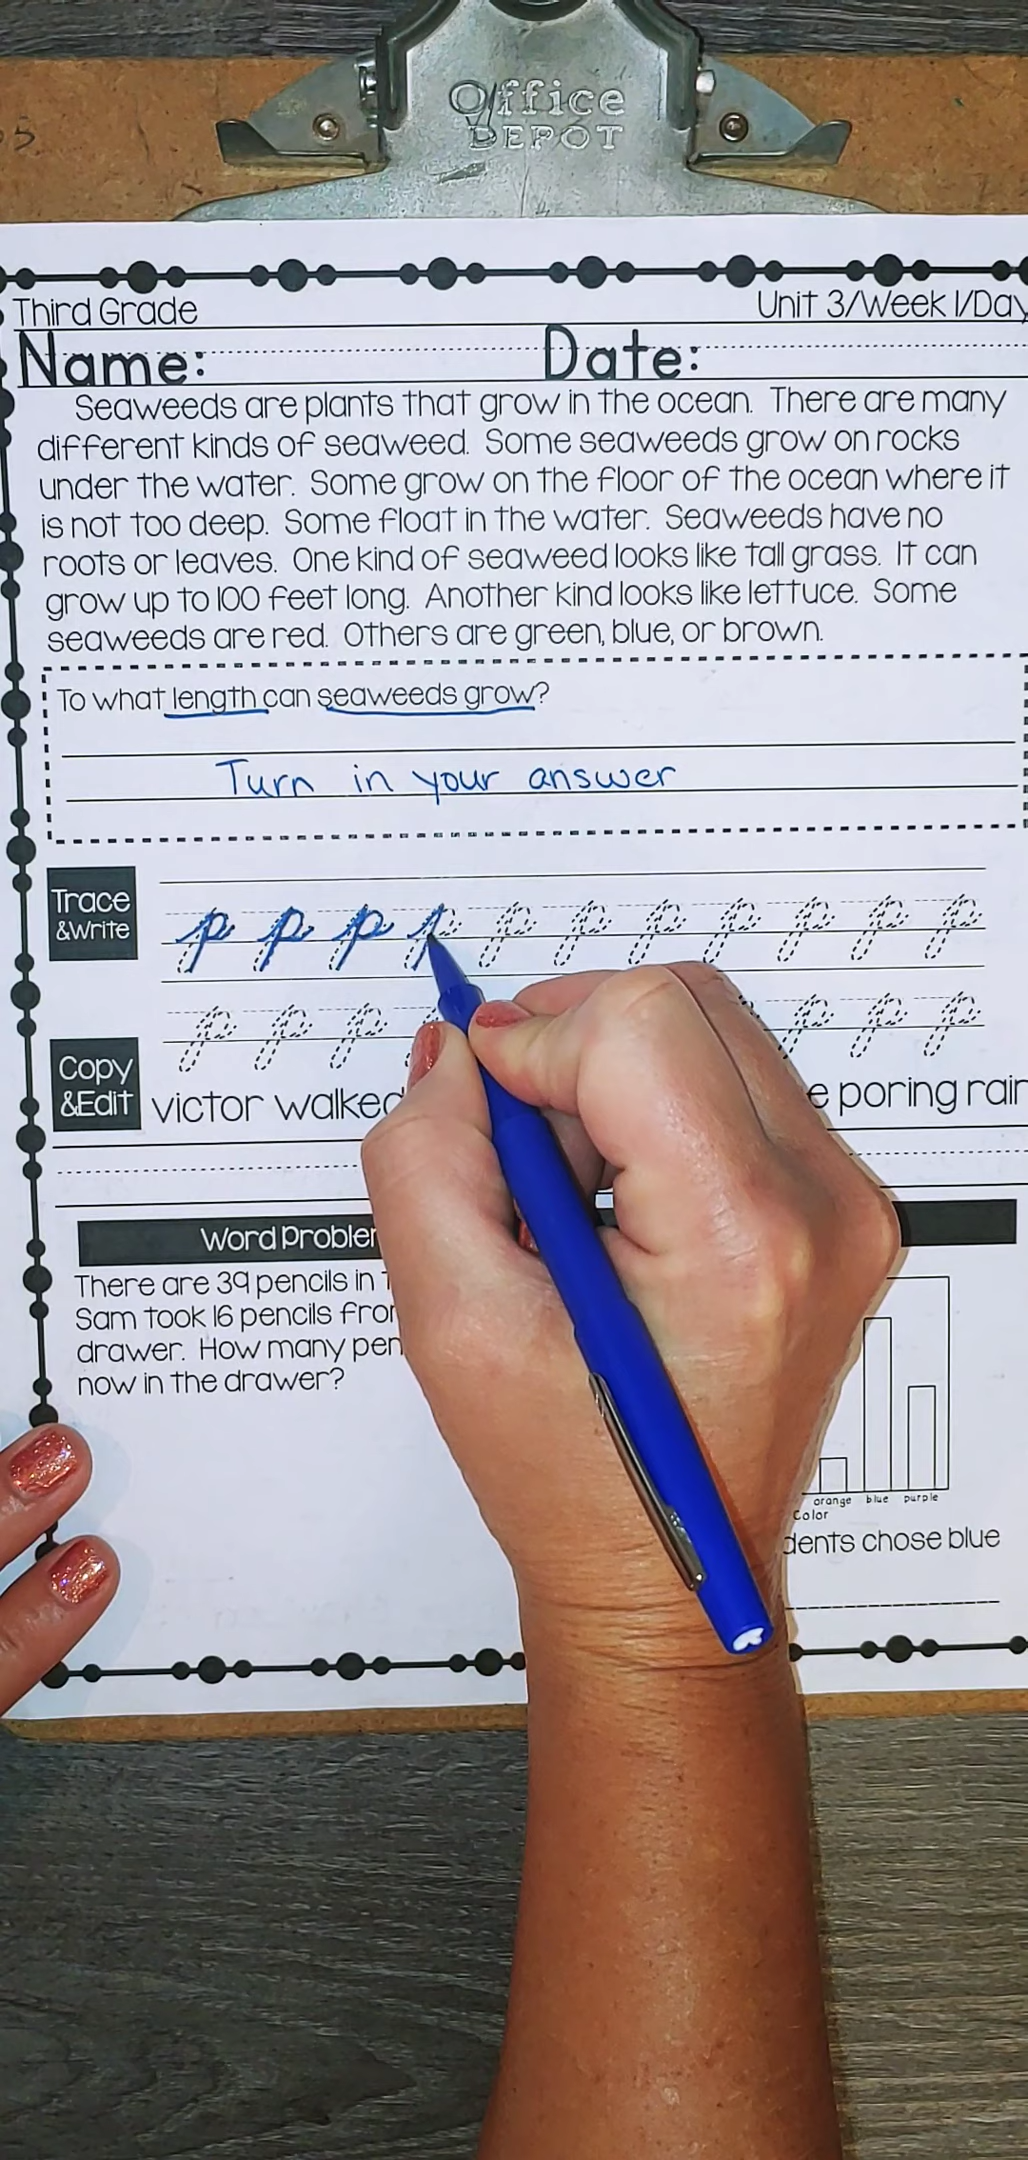 Office
DEPOT
Third Grade Unit 3/Week 1/Day
Name: Date:
Seaweeds are plants that grow in the ocean. There are many
different kinds of seaweed. Some seaweeds grow on rocks
under the water. Some grow on the floor of the ocean where it
is not too deep. Some float in the water. Seaweeds have no
roots or leaves. One kind of seaweed looks like tall grass. It can
grow up to 100 feet long. Another kind looks like lettuce. Some
seaweeds are red. Others are green, blue, or brown.
To what length can seaweeds grow?
Turn in your answer
Trace
&Write
p p p p p p p p p p p
p p p p p p
Copy
&Edit
victor walked poring rain
Word Problem
There are 39 pencils in
Sam took 16 pencils from
drawer. How many
now in the drawer?
orange blue purple
Color
chose blue